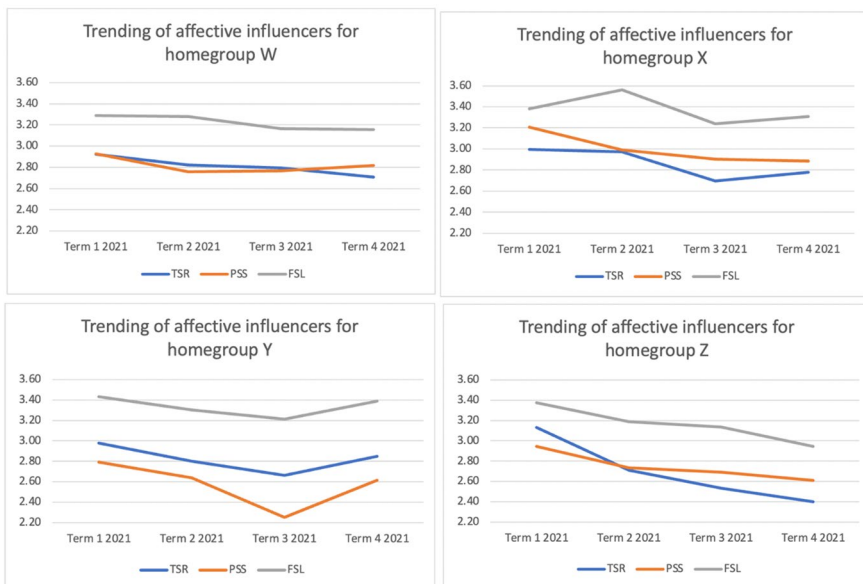 Trending of affective influencers for
homegroup W
3.60
3.40
3.20
3.00
2.80
2.60
2.40
2.20
Term 1 2021 Term 2 2021 Term 3 2021 Term 4 2021
TSR PSS FSL
Trending of affective influencers for
homegroup X
3.60
3.40
3.20
3.00
2.80
2.60
2.40
2.20
Term 1 2021 Term 2 2021 Term 3 2021 Term 4 2021
TSR PSS FSL
Trending of affective influencers for
homegroup Y
3.60
3.40
3.20
3.00
2.80
2.60
2.40
2.20
Term 1 2021 Term 2 2021 Term 3 2021 Term 4 2021
TSR PSS FSL
Trending of affective influencers for
homegroup Z
3.60
3.40
3.20
3.00
2.80
2.60
2.40
2.20
Term 1 2021 Term 2 2021 Term 3 2021 Term 4 2021
TSR PSS FSL